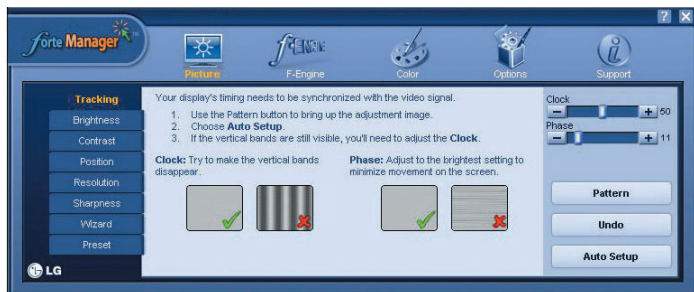 ? X
forte Manager
f-ENGINE
Picture
F-Engine
Color
Options
Support
Tracking
Brightness
Contrast
Position
Resolution
Sharpness
Wizard
Preset
LG
Your display's timing needs to be synchronized with the video signal.
1. Use the Pattern button to bring up the adjustment image.
2. Choose Auto Setup.
3. If the vertical bands are still visible, you'll need to adjust the Clock.
Clock: Try to make the vertical bands
disappear.
Phase: Adjust to the brightest setting to
minimize movement on the screen.
Clock
- + 50
Phase
- + 11
Pattern
Undo
Auto Setup